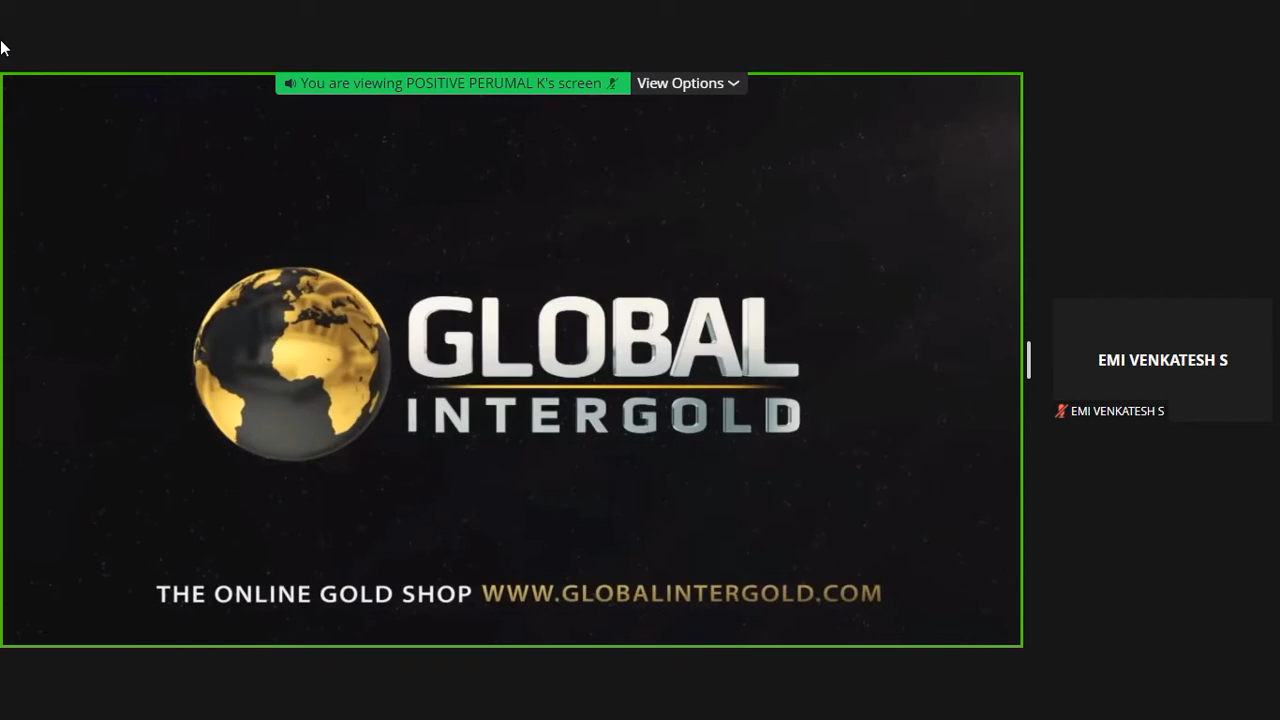 You are viewing POSITIVE PERUMAL K's screen View Options
GLOBAL
INTERGOLD
EMI VENKATESH S
EMI VENKATESH S
THE ONLINE GOLD SHOP WWW.GLOBALINTERGOLD.COM